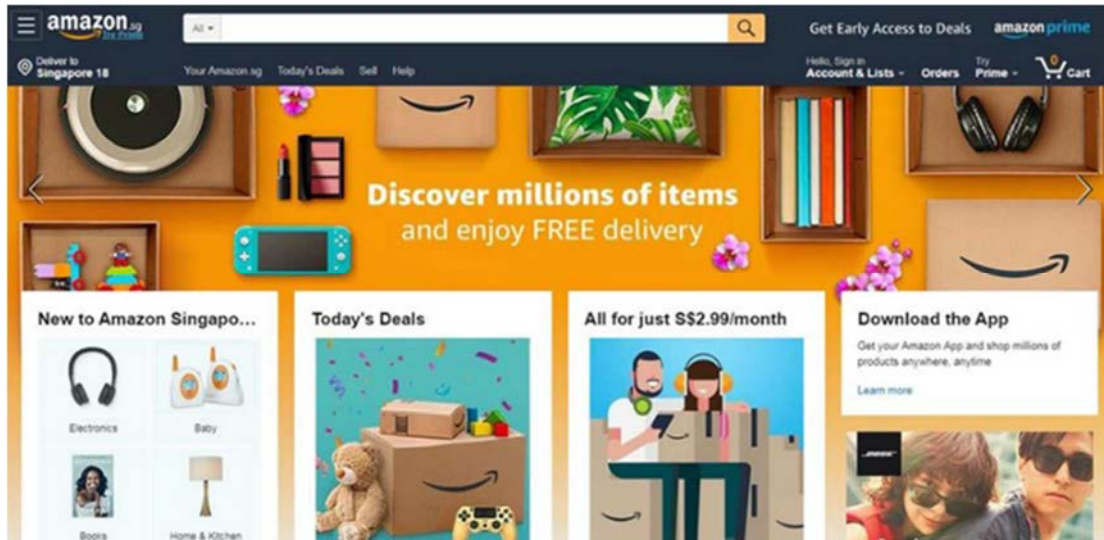 amazon.sg
Try Prime
All
Get Early Access to Deals
amazon prime
Deliver to
Singapore 18
Your Amazon.sg Today's Deals Sell Help
Hello, Sign in
Account & Lists
Orders
Try
Prime
0
Cart
Discover millions of items
and enjoy FREE delivery
New to Amazon Singapo...
Electronics
Baby
Books
Home & Kitchen
Today's Deals
All for just S$2.99/month
Download the App
Get your Amazon App and shop millions of
products anywhere, anytime
Learn more
BOSE